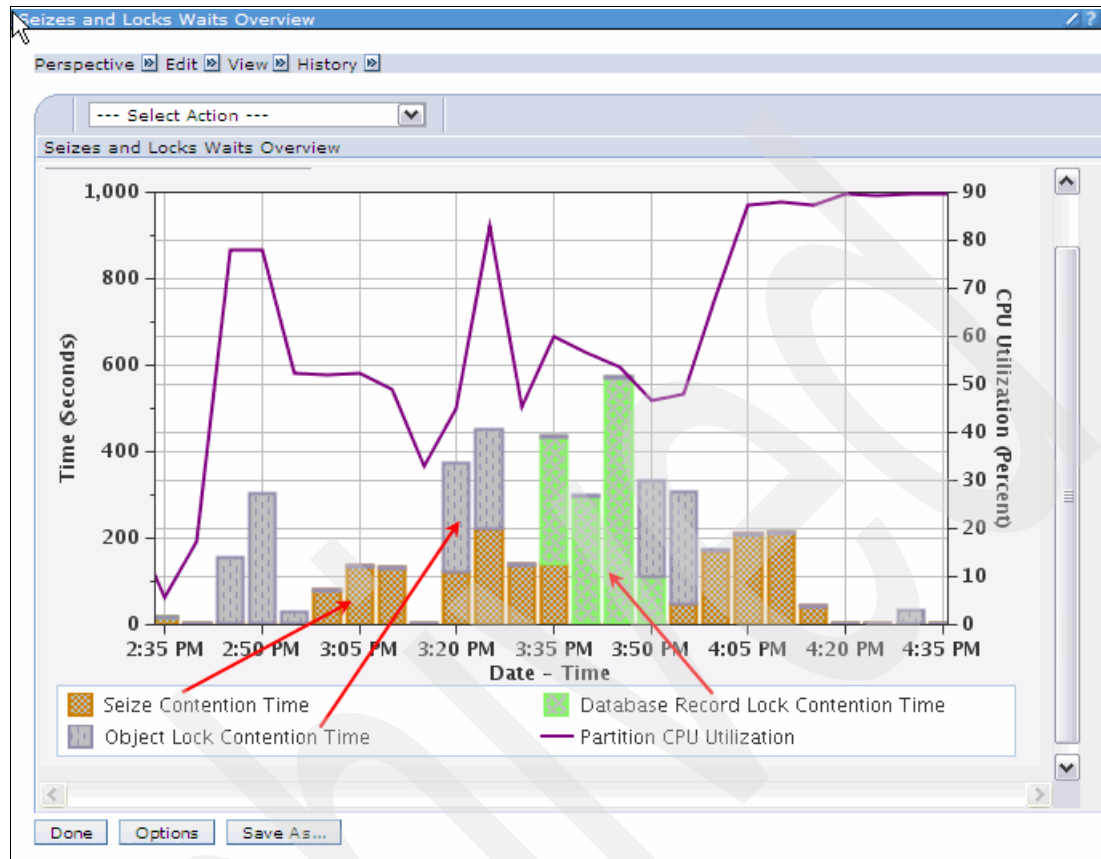 Seizes and Locks Waits Overview
Perspective Edit View History
--- Select Action ---
Seizes and Locks Waits Overview
1,000
800
600
400
200
0
Time (Seconds)
90
80
70
60
50
40
30
20
10
0
CPU Utilization (Percent)
2:35 PM 2:50 PM 3:05 PM 3:20 PM 3:35 PM 3:50 PM 4:05 PM 4:20 PM 4:35 PM
Date - Time
Seize Contention Time
Database Record Lock Contention Time
Object Lock Contention Time
Partition CPU Utilization
Done Options Save As...